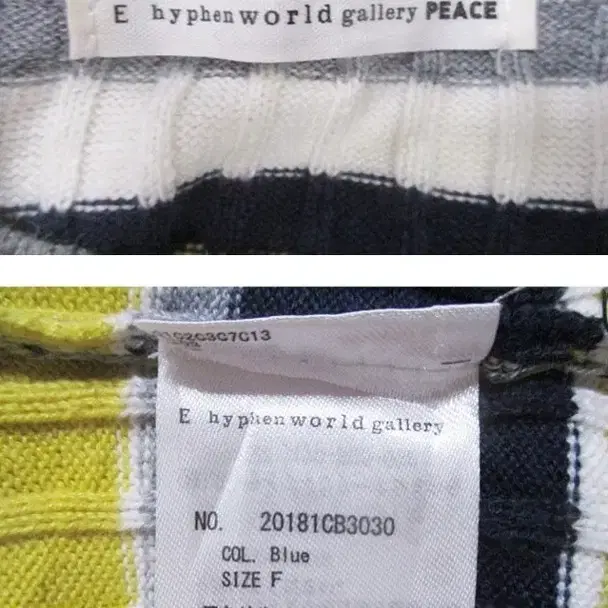 E hyphen world gallery PEACE
E hyphen world gallery
NO. 20181CB3030
COL. Blue
SIZE F